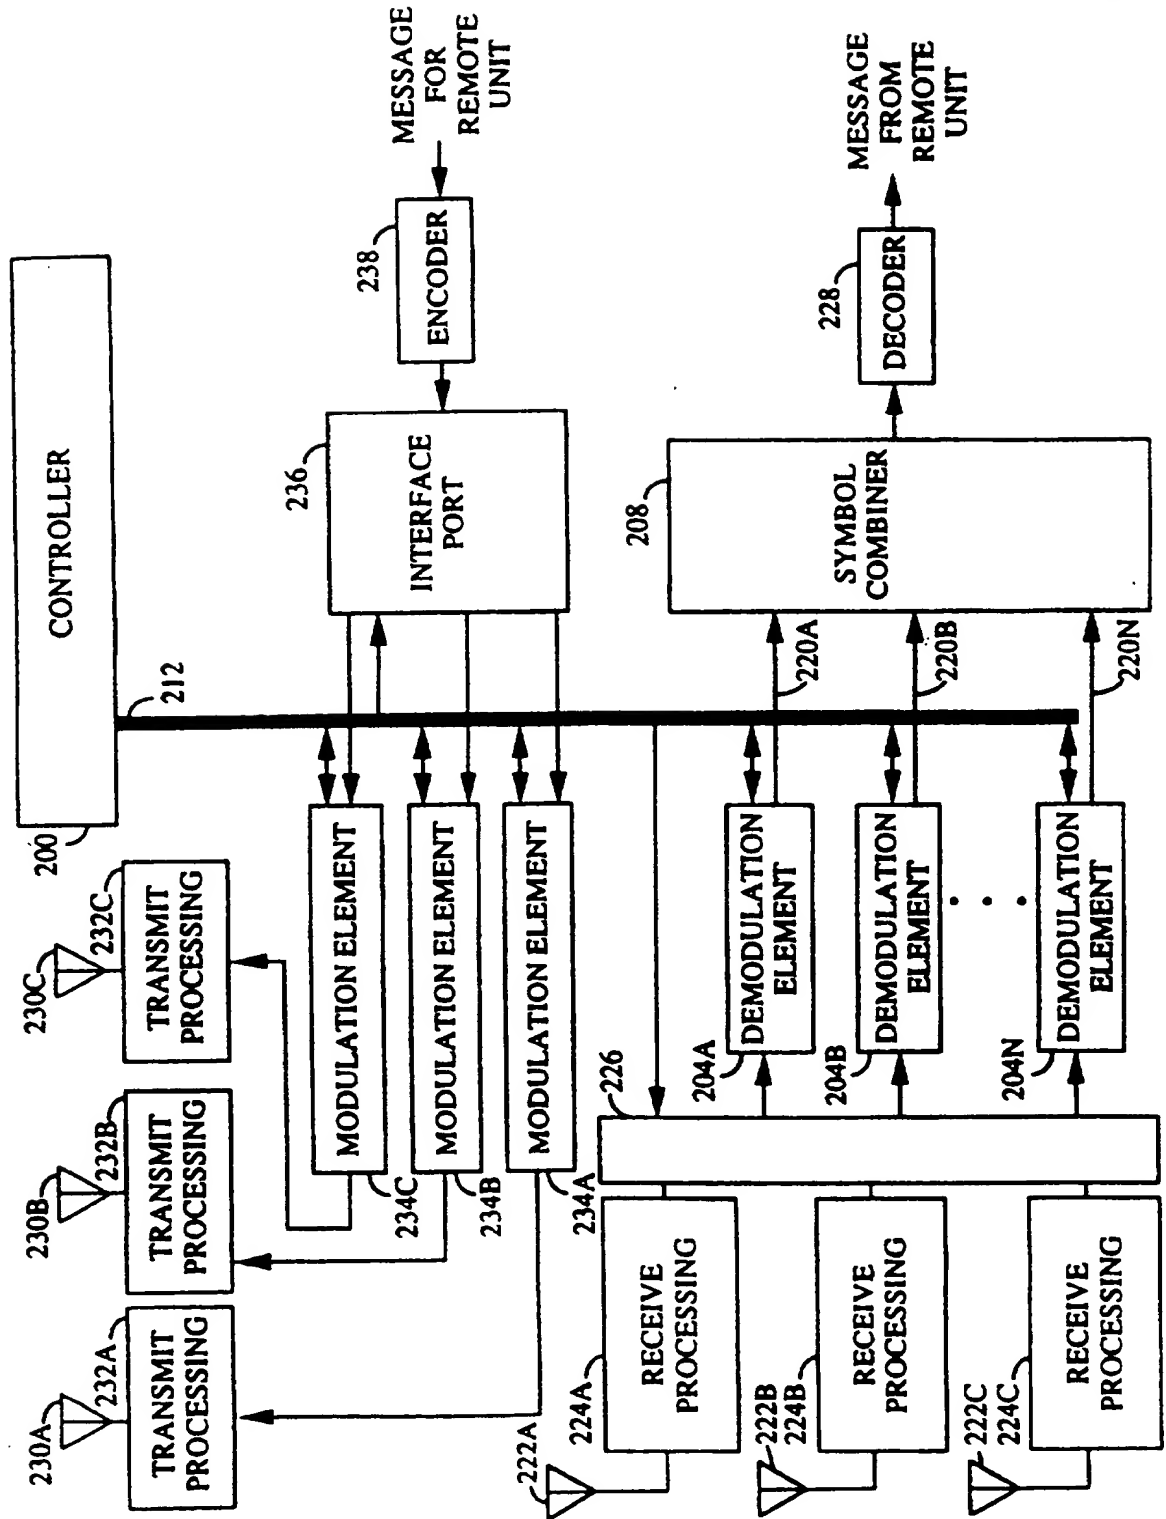 CONTROLLER
200
212
230A
232A
TRANSMIT
PROCESSING
230B
232B
TRANSMIT
PROCESSING
230C
232C
TRANSMIT
PROCESSING
MODULATION ELEMENT
234C
MODULATION ELEMENT
234B
MODULATION ELEMENT
234A
236
INTERFACE
PORT
238
ENCODER
MESSAGE
FOR
REMOTE
UNIT
222A
224A
RECEIVE
PROCESSING
222B
224B
RECEIVE
PROCESSING
222C
224C
RECEIVE
PROCESSING
226
204A
DEMODULATION
ELEMENT
204B
DEMODULATION
ELEMENT
204N
DEMODULATION
ELEMENT
220A
220B
220N
208
SYMBOL
COMBINER
228
DECODER
MESSAGE
FROM
REMOTE
UNIT